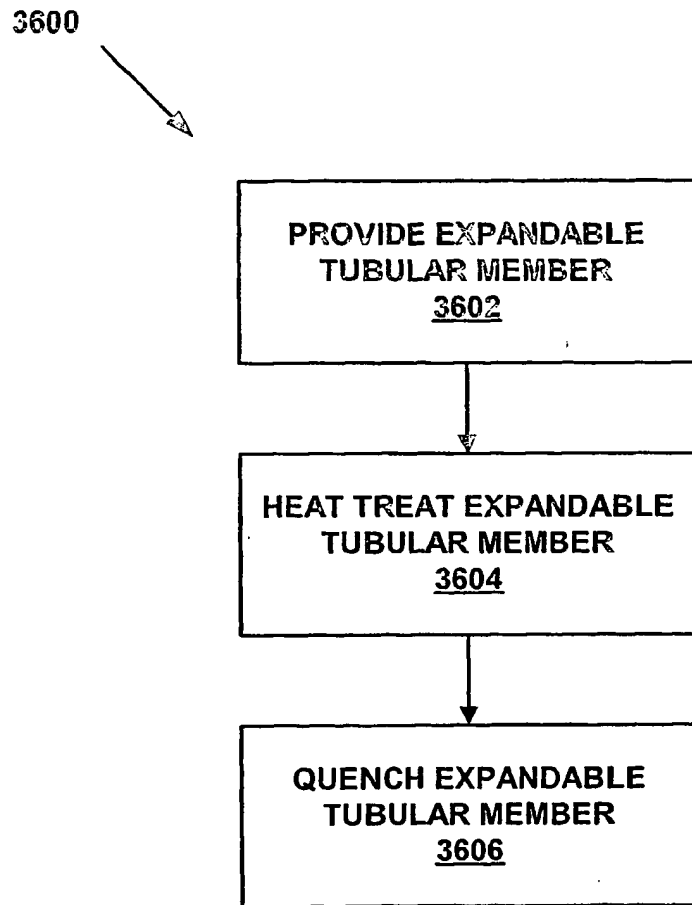 3600
PROVIDE EXPANDABLE
TUBULAR MEMBER
3602
HEAT TREAT EXPANDABLE
TUBULAR MEMBER
3604
QUENCH EXPANDABLE
TUBULAR MEMBER
3606